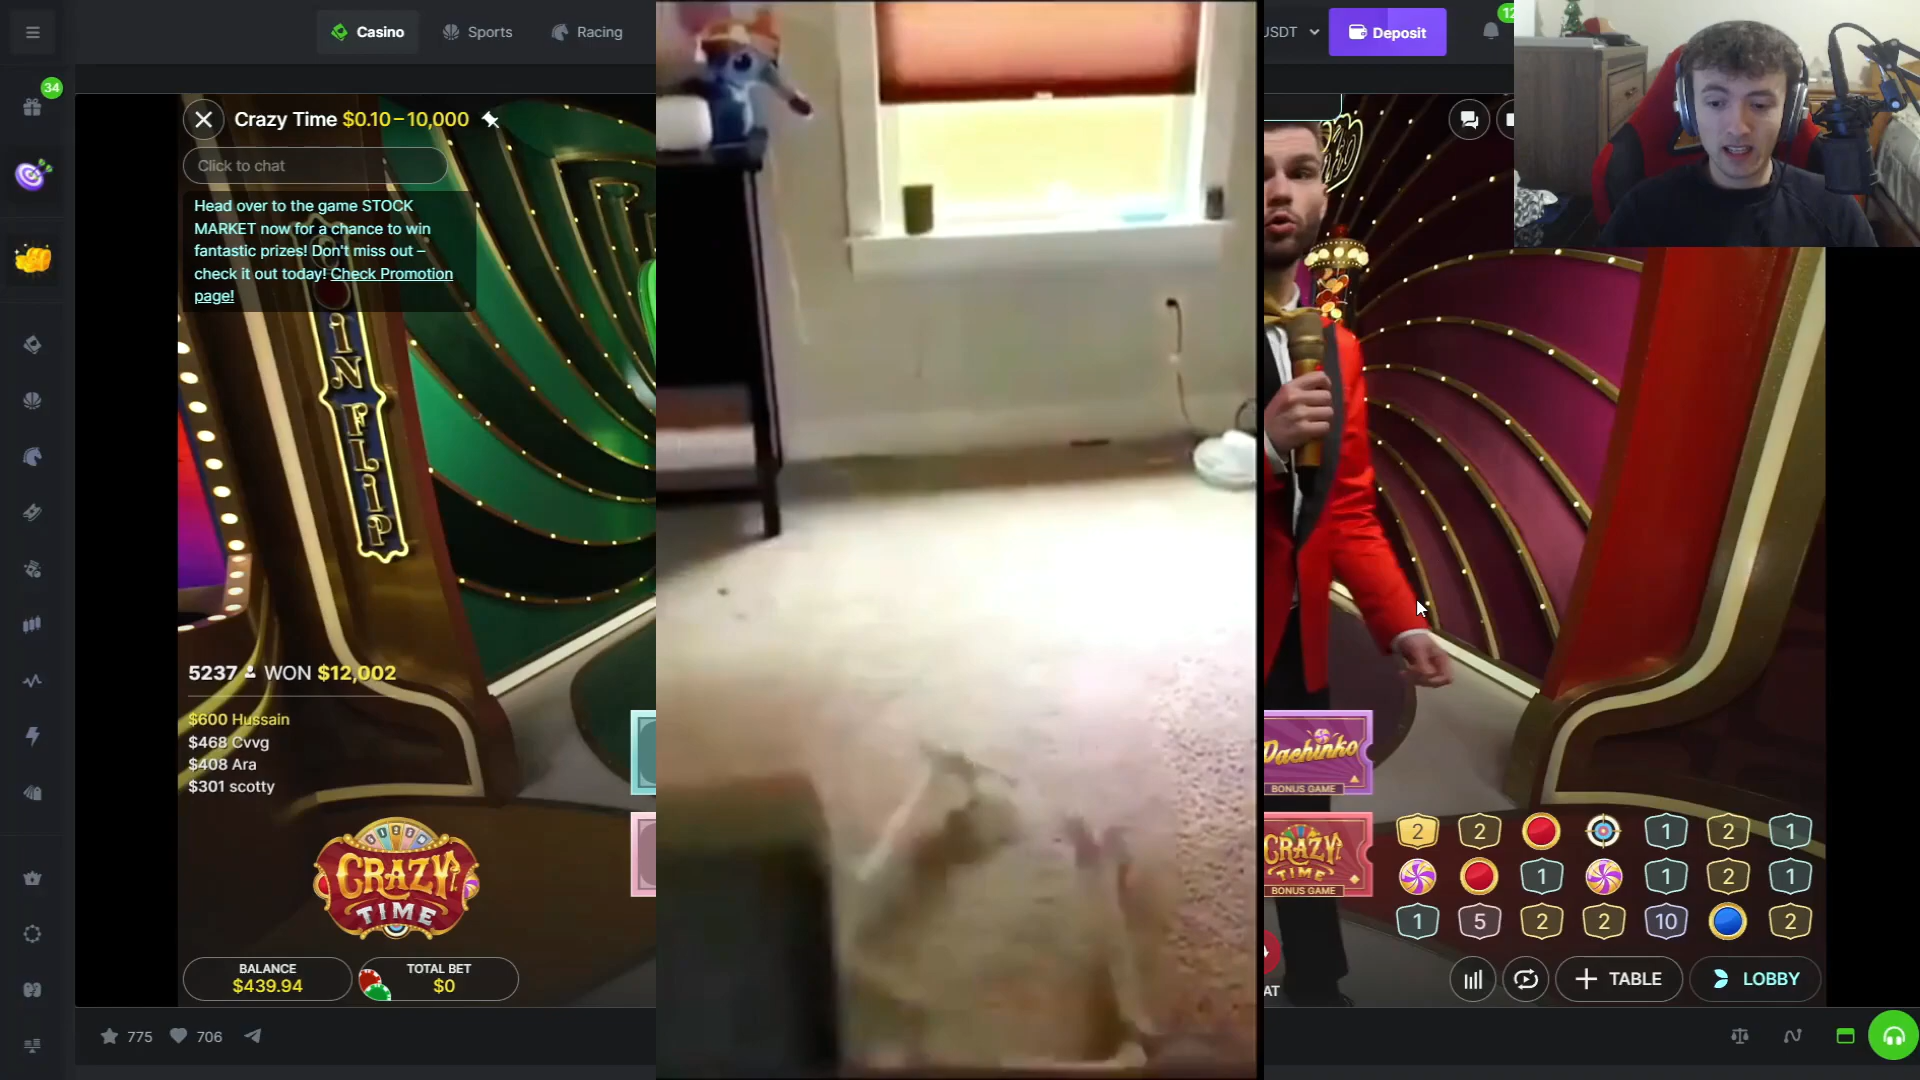 Casino
Sports
Racing
JSDT
Deposit
12
34
Crazy Time $0.10–10,000
Click to chat
Head over to the game STOCK
MARKET now for a chance to win
fantastic prizes! Don't miss out –
check it out today! Check Promotion
page!
COIN FLIP
5237 WON $12,002
$600 Hussain
$468 Cvvg
$408 Ara
$301 scotty
CRAZY
TIME
BALANCE
$439.94
TOTAL BET
$0
Pachinko
BONUS GAME
CRAZY
TIME
BONUS GAME
2 2 1 2 1
1 1 2 1
1 5 2 2 10 2
AT
TABLE
LOBBY
775
706